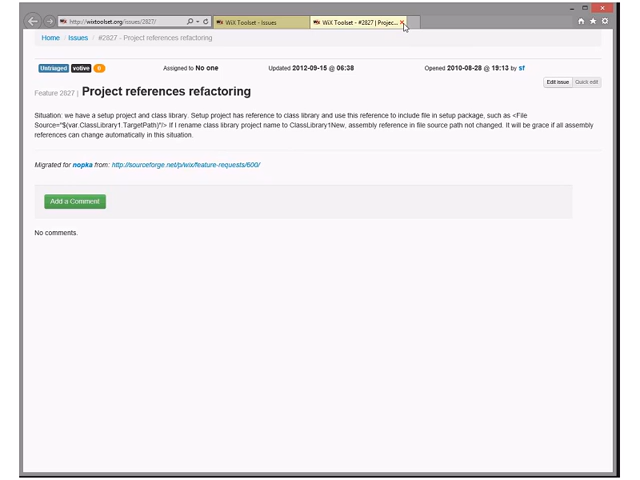 http://wixtoolset.org/issues/2827/
WiX Toolset - Issues
WiX Toolset - #2827 | Projec...
Home / Issues / #2827 - Project references refactoring
Untriaged votive 0 Assigned to No one Updated 2012-09-15 @ 06:38 Opened 2010-08-28 @ 19:13 by sf
Edit issue Quick edit
Feature 2827 | Project references refactoring
Situation: we have a setup project and class library. Setup project has reference to class library and use this reference to include file in setup package, such as <File
Source="$(var.ClassLibrary1.TargetPath)"/> If I rename class library project name to ClassLibrary1New, assembly reference in file source path not changed. It will be grace if all assembly
references can change automatically in this situation.
Migrated for nopka from: http://sourceforge.net/p/wix/feature-requests/600/
Add a Comment
No comments.